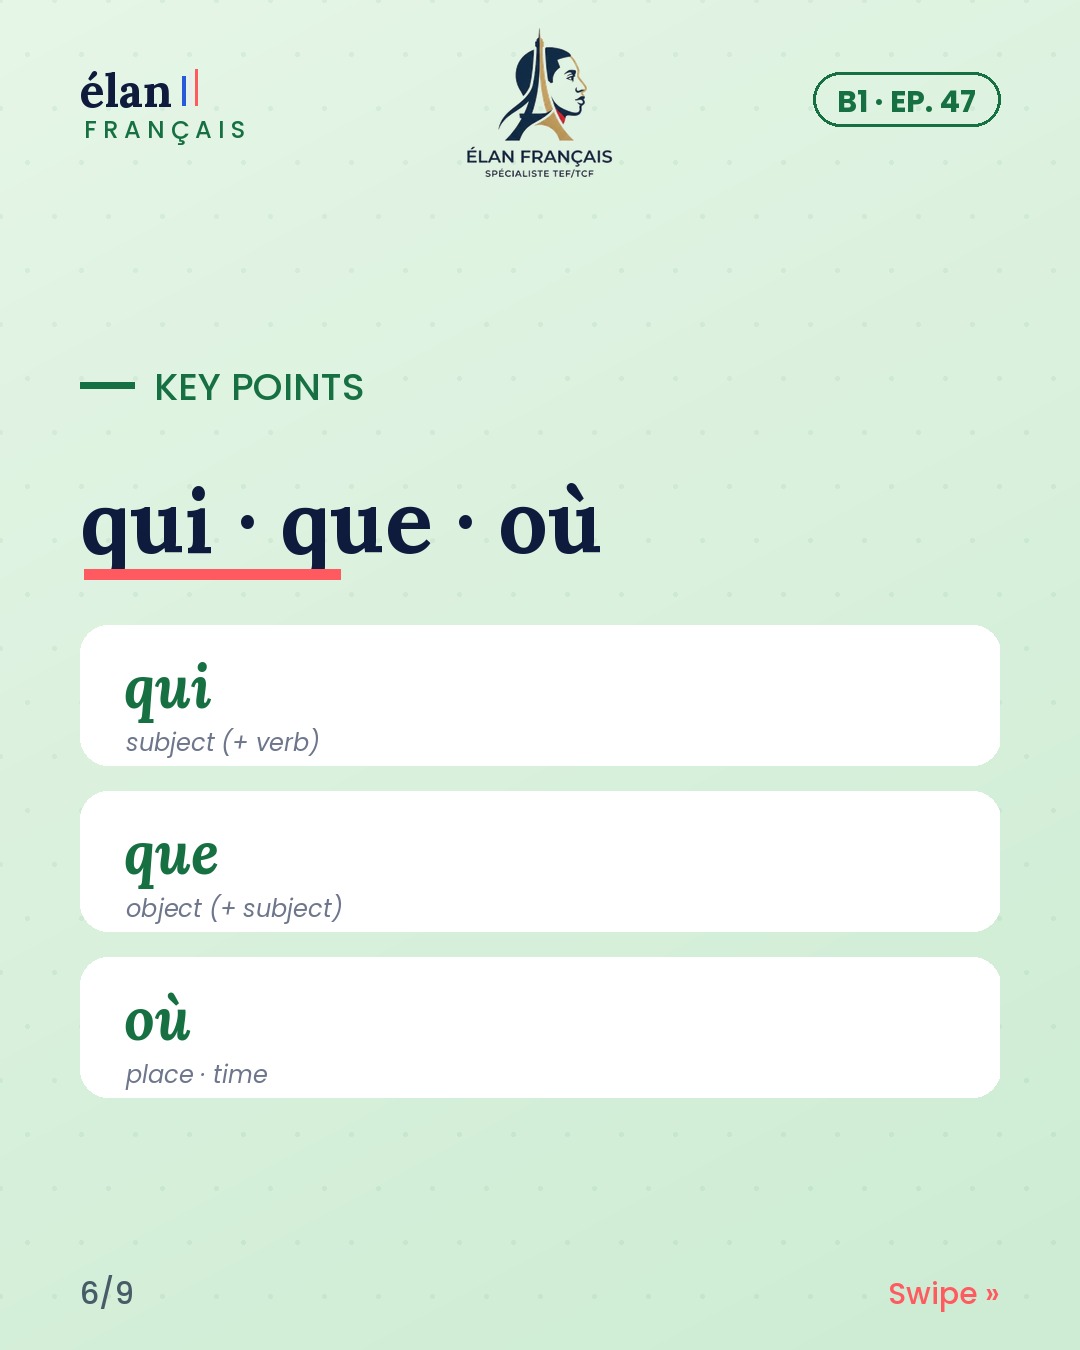 élan
FRANÇAIS
ÉLAN FRANÇAIS
SPÉCIALISTE TEF/TCF
B1 · EP. 47
KEY POINTS
qui · que · où
qui
subject (+ verb)
que
object (+ subject)
où
place · time
6/9
Swipe »